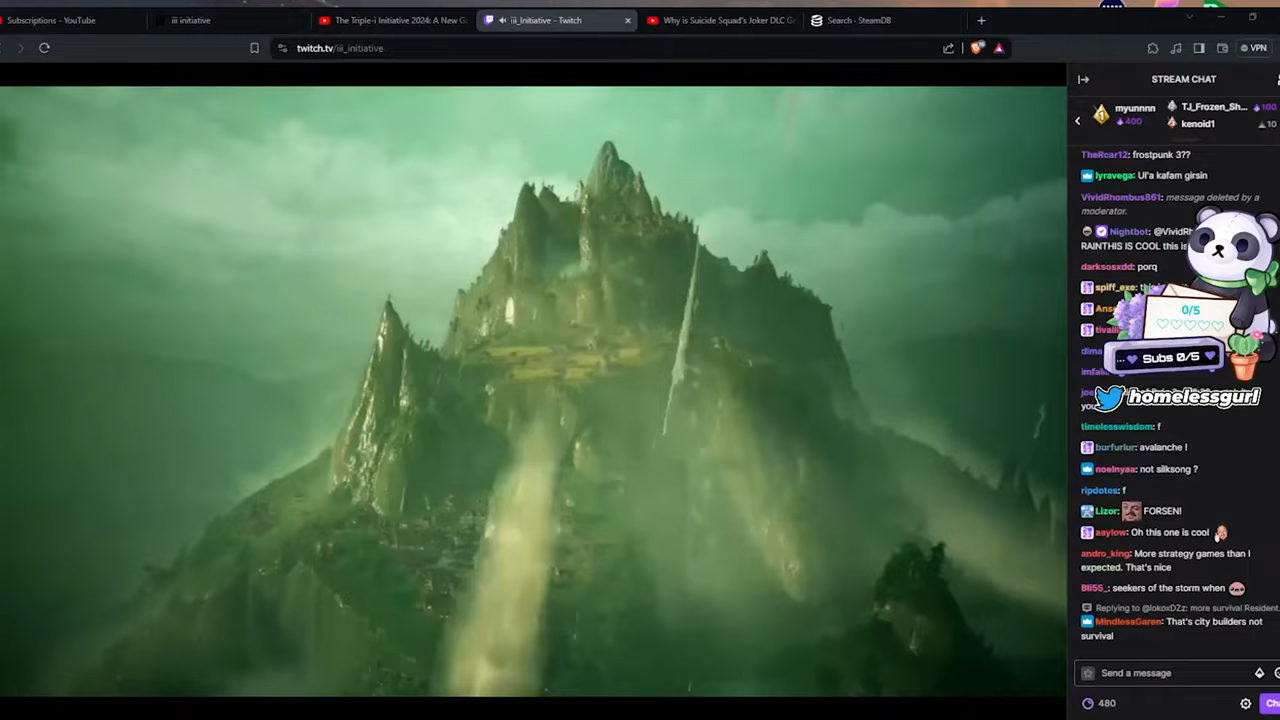 Subscriptions - YouTube
iii initiative
The Triple-i Initiative 2024: A New G
iii_Initiative - Twitch
Why is Suicide Squad's Joker DLC G
Search - SteamDB
twitch.tv/iii_initiative
VPN
STREAM CHAT
myunnnn
400
TJ_Frozen_Sh...
100
kenoid1
10
TheRcar12: frostpunk 3??
lyravega: Ul'a kafam girsin
VividRhombus861: message deleted by a
moderator.
Nightbot: @VividRh
RAINTHIS IS COOL this is
darksosxdd: porq
spiff_exe:
0/5
... Subs 0/5
homelessgurl
timelesswisdom: f
burfurlur: avalanche !
noelnyaa: not silksong ?
ripdotes: f
Lizor: FORSEN!
aaylow: Oh this one is cool
andro_king: More strategy games than I
expected. That's nice
Bli55_: seekers of the storm when
Replying to @lokoxDZz: more survival Resident.
MindlessGaren: That's city builders not
survival
Send a message
480